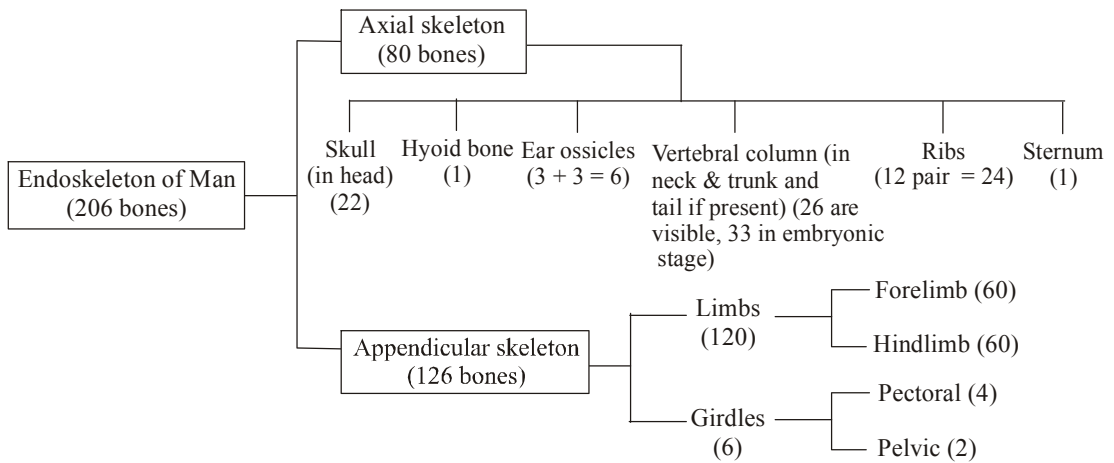 Axial skeleton
(80 bones)
Skull
(in head)
(22)
Hyoid bone
(1)
Ear ossicles
(3 + 3 = 6)
Vertebral column (in
neck & trunk and
tail if present) (26 are
visible, 33 in embryonic
stage)
Ribs
(12 pair = 24)
Sternum
(1)
Endoskeleton of Man
(206 bones)
Appendicular skeleton
(126 bones)
Limbs
(120)
Forelimb (60)
Hindlimb (60)
Girdles
(6)
Pectoral (4)
Pelvic (2)